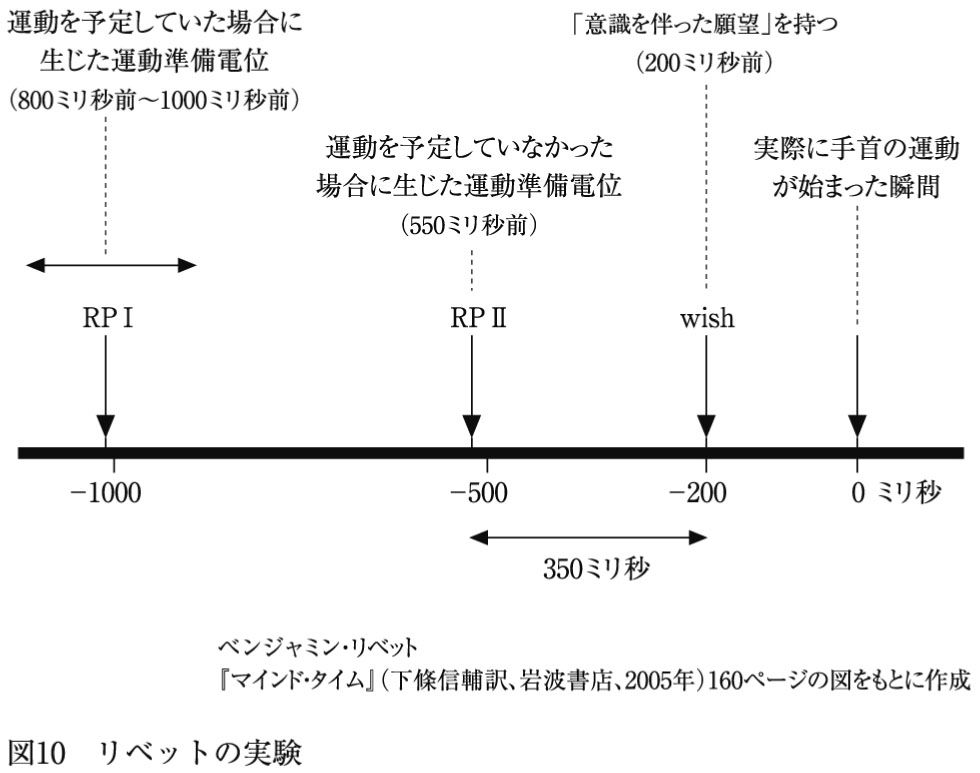 運動を予定していた場合に
生じた運動準備電位
（800ミリ秒前〜1000ミリ秒前）
「意識を伴った願望」を持つ
（200ミリ秒前）
運動を予定していなかった
場合に生じた運動準備電位
（550ミリ秒前）
実際に手首の運動
が始まった瞬間
RP I
RP II
wish
−1000
−500
−200
0 ミリ秒
350ミリ秒
ベンジャミン・リベット
『マインド・タイム』（下條信輔訳、岩波書店、2005年）160ページの図をもとに作成
図10　リベットの実験